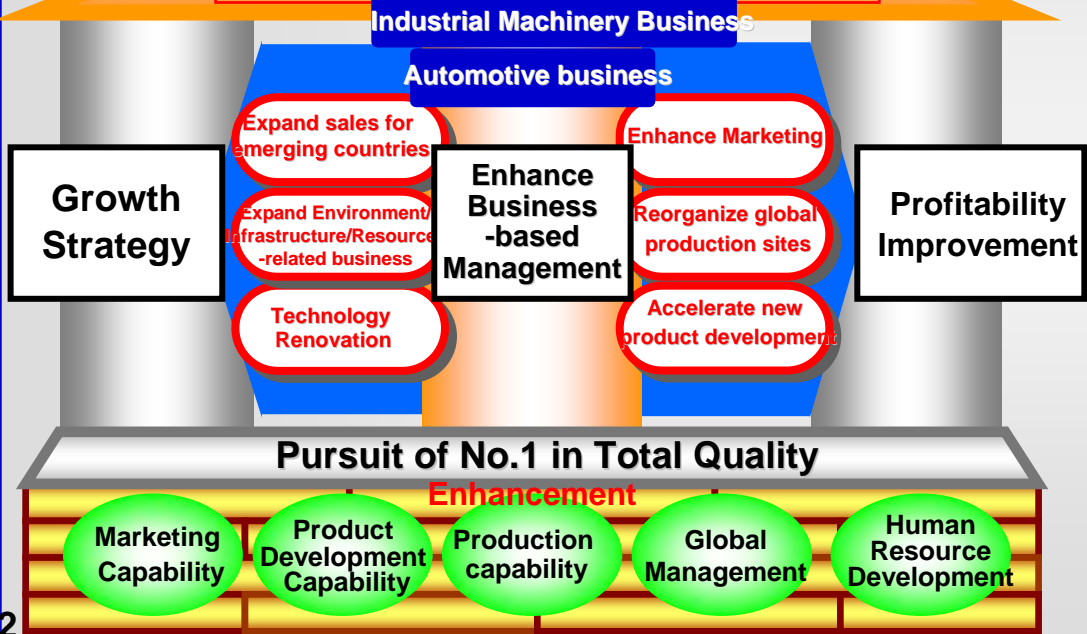 Industrial Machinery Business
Automotive business
Growth
Strategy
Expand sales for
emerging countries
Expand Environment/
Infrastructure/Resource
-related business
Technology
Renovation
Enhance
Business
-based
Management
Enhance Marketing
Reorganize global
production sites
Accelerate new
product development
Profitability
Improvement
Pursuit of No.1 in Total Quality
Enhancement
Marketing
Capability
Product
Development
Capability
Production
capability
Global
Management
Human
Resource
Development
2